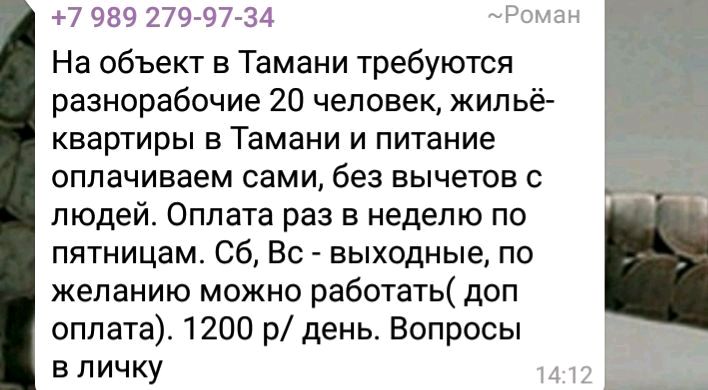 +7 989 279-97-34 ~Роман
На объект в Тамани требуются
разнорабочие 20 человек, жильё-
квартиры в Тамани и питание
оплачиваем сами, без вычетов с
людей. Оплата раз в неделю по
пятницам. Сб, Вс - выходные, по
желанию можно работать( доп
оплата). 1200 р/ день. Вопросы
в личку 14:12